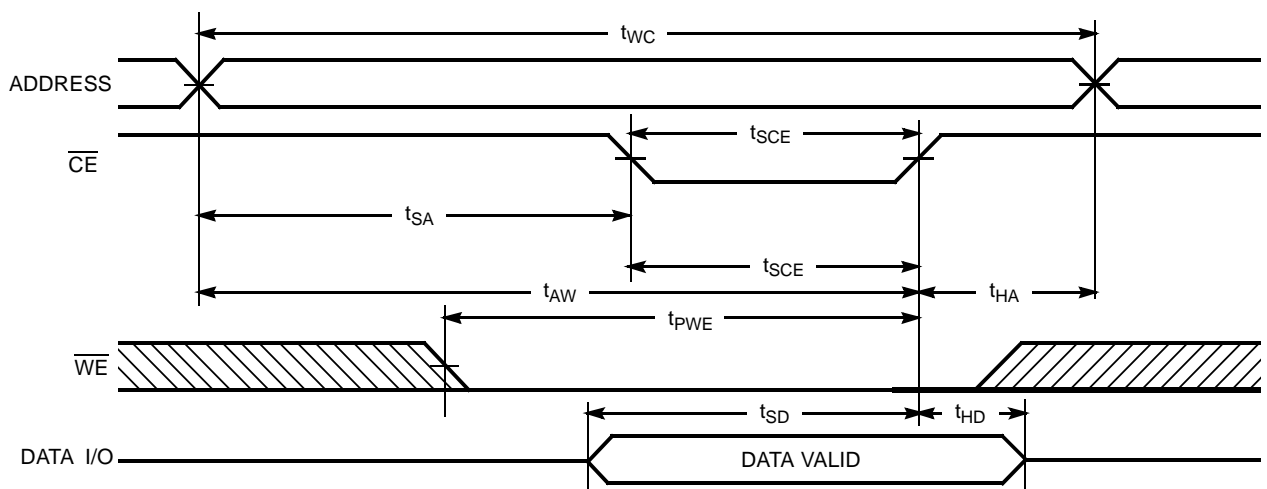 tWC
ADDRESS
tSCE
CE
tSA
tSCE
tAW
tHA
tPWE
WE
tSD
tHD
DATA I/O
DATA VALID